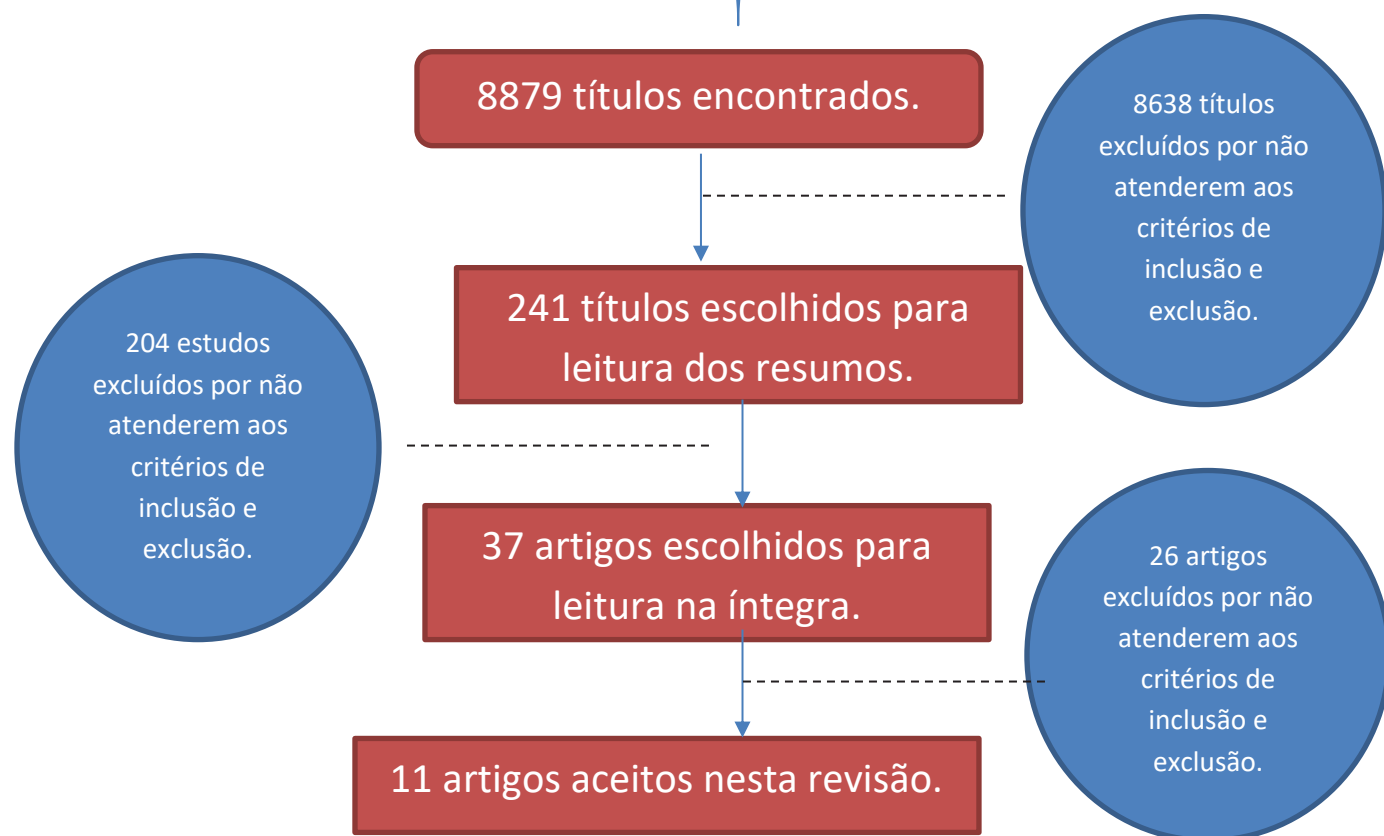 8879 títulos encontrados.
8638 títulos
excluídos por não
atenderem aos
critérios de
inclusão e
exclusão.
241 títulos escolhidos para
leitura dos resumos.
204 estudos
excluídos por não
atenderem aos
critérios de
inclusão e
exclusão.
37 artigos escolhidos para
leitura na íntegra.
26 artigos
excluídos por não
atenderem aos
critérios de
inclusão e
exclusão.
11 artigos aceitos nesta revisão.